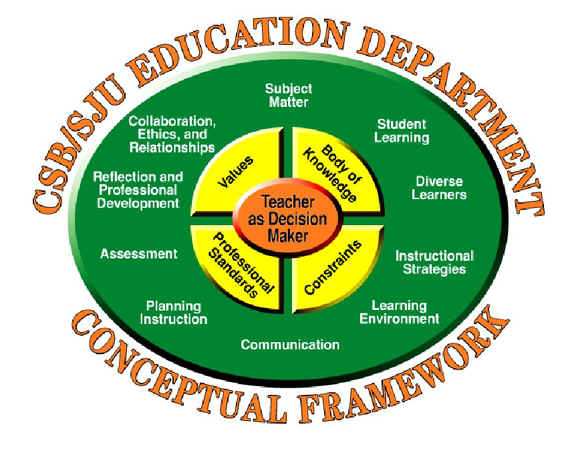 CSB/SJU EDUCATION DEPARTMENT
Subject
Matter
Student
Learning
Diverse
Learners
Instructional
Strategies
Learning
Environment
Communication
Planning
Instruction
Assessment
Reflection and
Professional
Development
Collaboration,
Ethics, and
Relationships
Values
Body of
Knowledge
Constraints
Professional
Standards
Teacher
as Decision
Maker
CONCEPTUAL FRAMEWORK